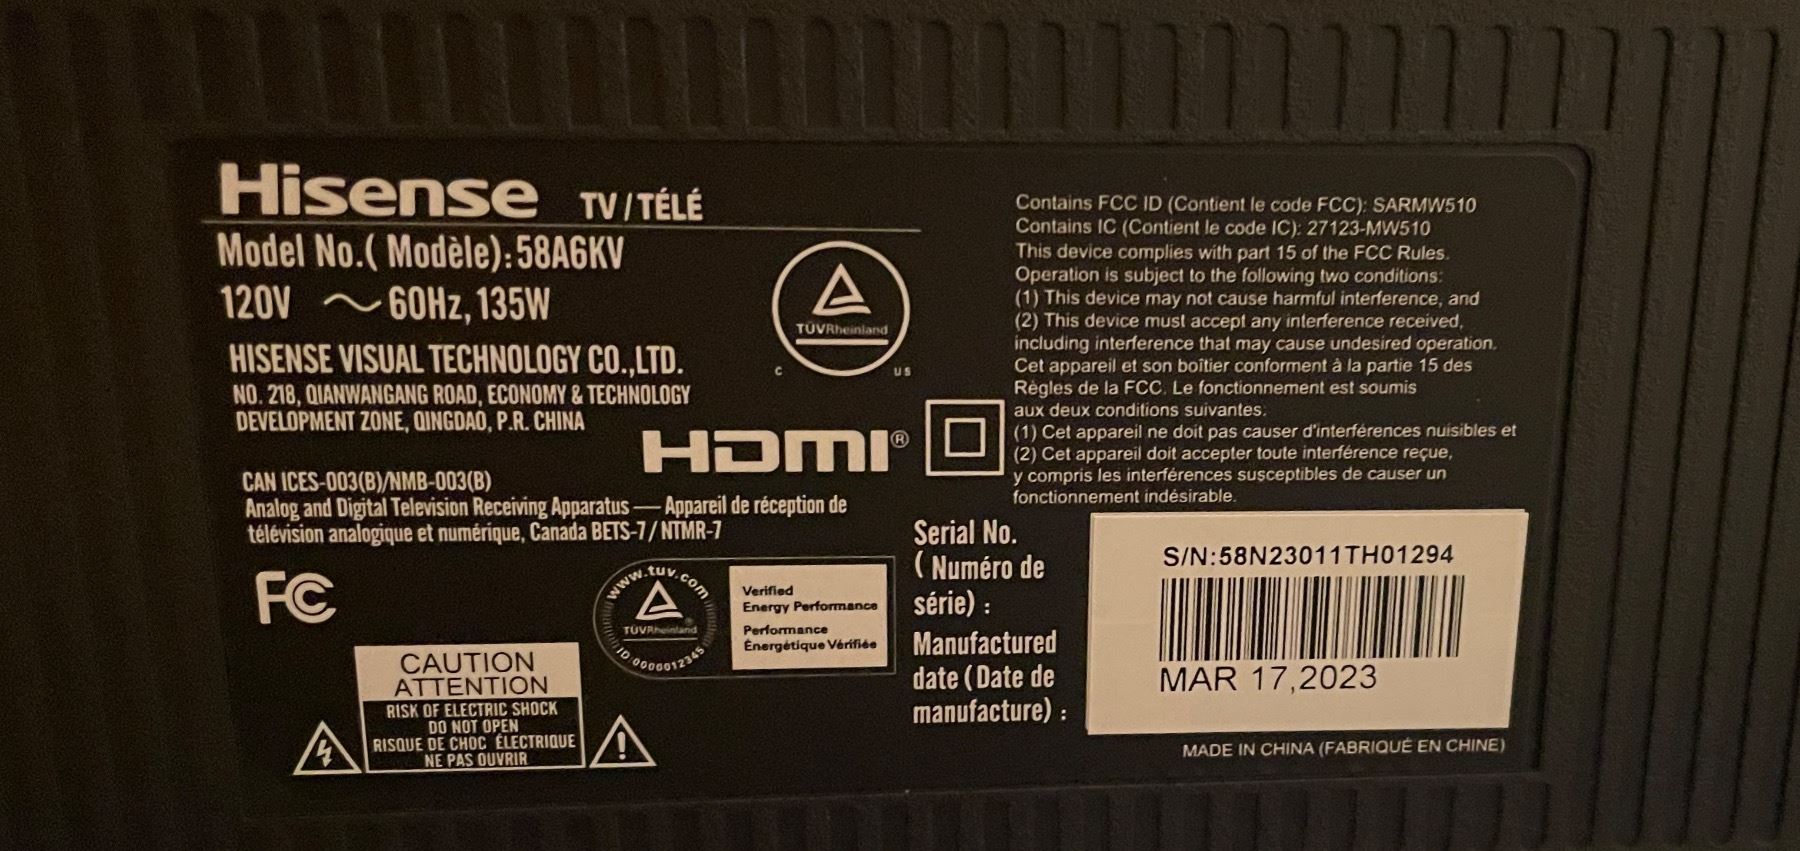 Hisense TV / TÉLÉ
Model No.( Modèle):58A6KV
120V ~ 60Hz, 135W
HISENSE VISUAL TECHNOLOGY CO.,LTD.
NO. 218, QIANWANGANG ROAD, ECONOMY & TECHNOLOGY
DEVELOPMENT ZONE, QINGDAO, P.R. CHINA
TÜVRheinland
C US
HDMI®
CAN ICES-003(B)/NMB-003(B)
Analog and Digital Television Receiving Apparatus — Appareil de réception de
télévision analogique et numérique, Canada BETS-7/ NTMR-7
FC
www.tuv.com
TÜVRheinland®
ID 0000012345
Verified
Energy Performance
Performance
Énergétique Vérifiée
CAUTION
ATTENTION
RISK OF ELECTRIC SHOCK
DO NOT OPEN
RISQUE DE CHOC ÉLECTRIQUE
NE PAS OUVRIR
Contains FCC ID (Contient le code FCC): SARMW510
Contains IC (Contient le code IC): 27123-MW510
This device complies with part 15 of the FCC Rules.
Operation is subject to the following two conditions:
(1) This device may not cause harmful interference, and
(2) This device must accept any interference received,
including interference that may cause undesired operation.
Cet appareil et son boîtier conforment à la partie 15 des
Règles de la FCC. Le fonctionnement est soumis
aux deux conditions suivantes:
(1) Cet appareil ne doit pas causer d'interférences nuisibles et
(2) Cet appareil doit accepter toute interférence reçue,
y compris les interférences susceptibles de causer un
fonctionnement indésirable.
Serial No.
( Numéro de
série) :
Manufactured
date (Date de
manufacture) :
S/N:58N23011TH01294
MAR 17,2023
MADE IN CHINA (FABRIQUÉ EN CHINE)